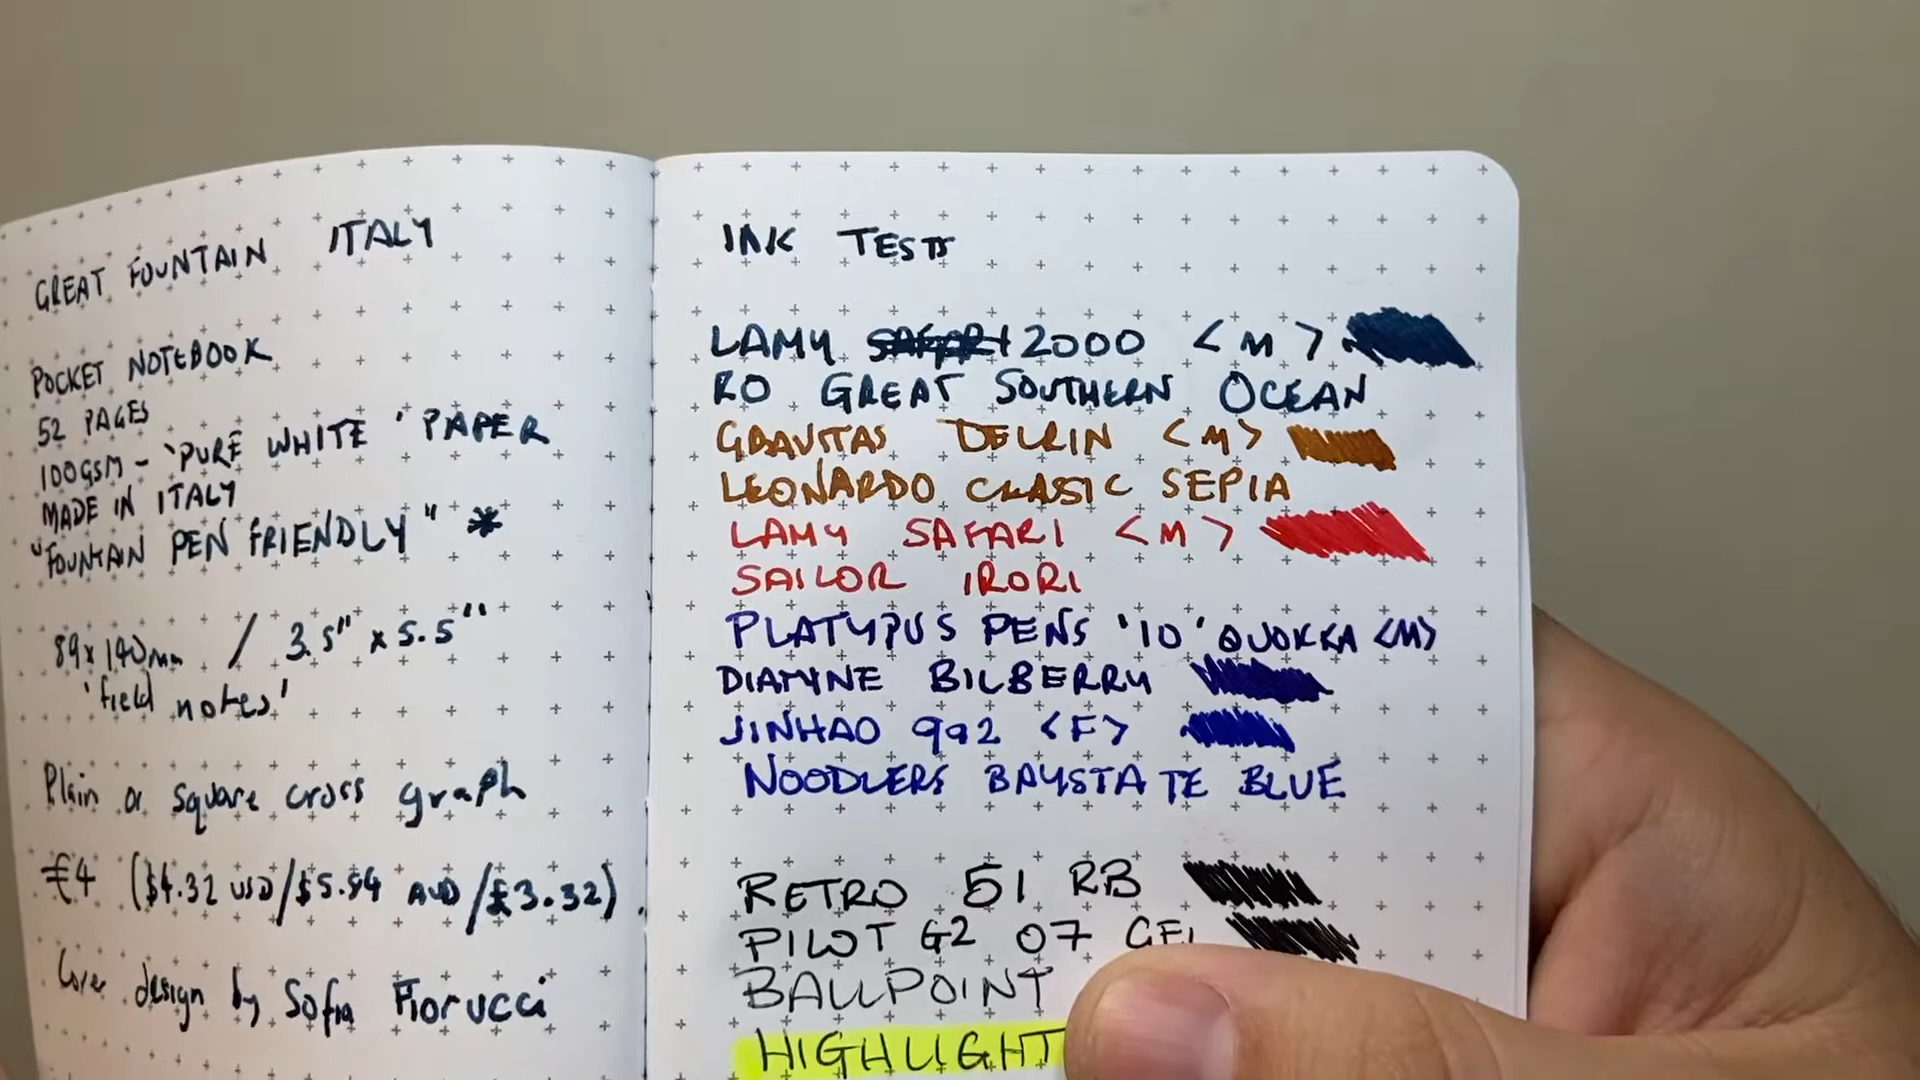 GREAT FOUNTAIN ITALY
POCKET NOTEBOOK
52 PAGES
100GSM - 'PURE WHITE' PAPER
MADE IN ITALY
"FOUNTAIN PEN FRIENDLY" *
89x140mm / 3.5" x 5.5"
'field notes'
Plain or square cross graph
€4 ($4.32 USD/$5.54 AUD/£3.32)
Cover design by Sofia Fiorucci
INK TESTS
LAMY SAFARI 2000 <M>
RO GREAT SOUTHERN OCEAN
GRAVITAS DELRIN <M>
LEONARDO CLASSIC SEPIA
LAMY SAFARI <M>
SAILOR IRORI
PLATYPUS PENS '10' QUOKKA <M>
DIAMINE BILBERRY
JINHAO 992 <F>
NOODLERS BAYSTATE BLUE
RETRO 51 RB
PILOT G2 07 GEL
BALLPOINT
HIGHLIGHT